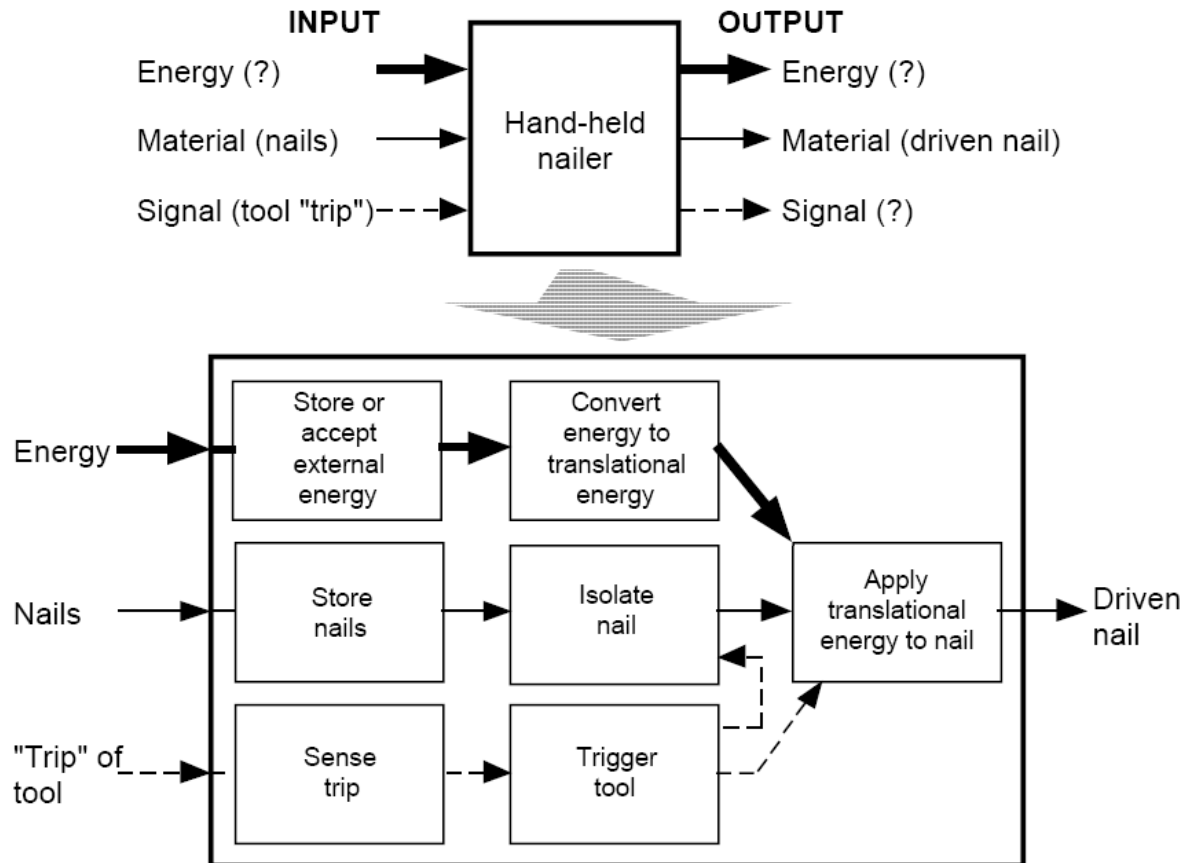 INPUT
OUTPUT
Energy (?)
Energy (?)
Hand-held
nailer
Material (nails)
Material (driven nail)
Signal (tool "trip")
Signal (?)
Store or
accept
external
energy
Convert
energy to
translational
energy
Energy
Nails
Store
nails
Isolate
nail
Apply
translational
energy to nail
Driven
nail
"Trip" of
tool
Sense
trip
Trigger
tool